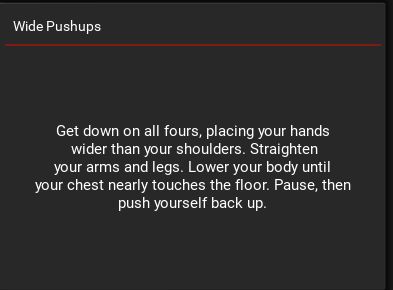 Wide Pushups
Get down on all fours, placing your hands
wider than your shoulders. Straighten
your arms and legs. Lower your body until
your chest nearly touches the floor. Pause, then
push yourself back up.